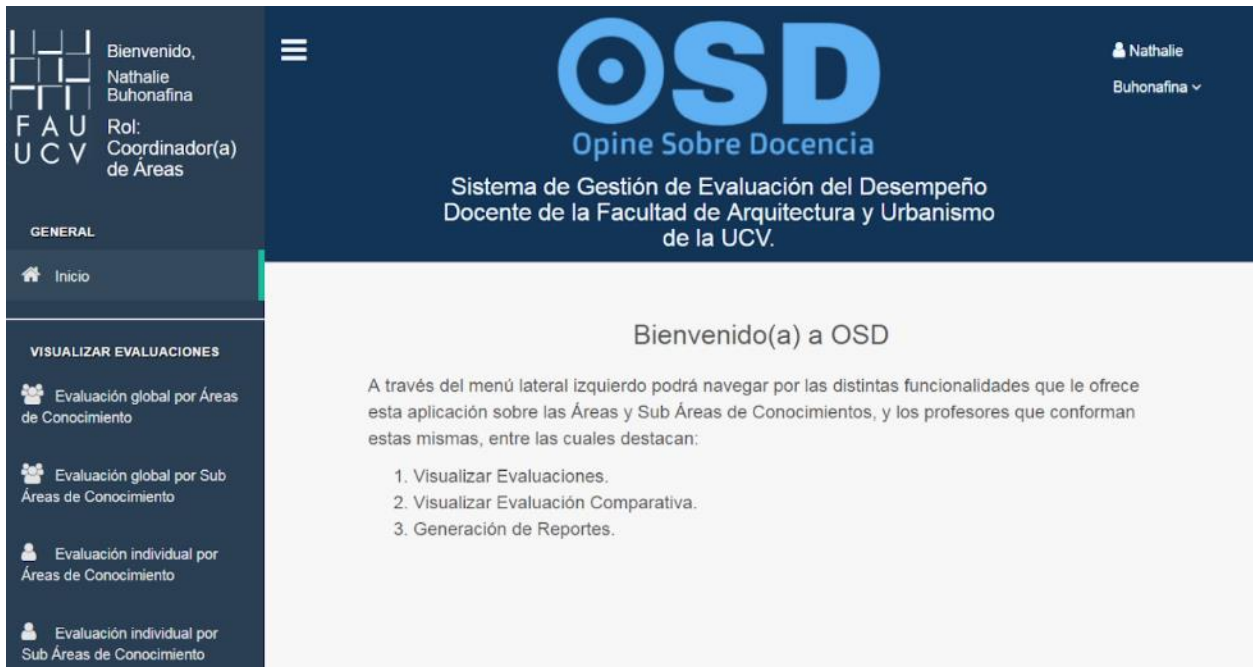 Bienvenido,
Nathalie
Buhonafina
Rol:
Coordinador(a)
de Áreas
FAU
UCV
GENERAL
Inicio
VISUALIZAR EVALUACIONES
Evaluación global por Áreas
de Conocimiento
Evaluación global por Sub
Áreas de Conocimiento
Evaluación individual por
Áreas de Conocimiento
Evaluación individual por
Sub Áreas de Conocimiento
OSD
Opine Sobre Docencia
Sistema de Gestión de Evaluación del Desempeño
Docente de la Facultad de Arquitectura y Urbanismo
de la UCV.
Nathalie
Buhonafina
Bienvenido(a) a OSD
A través del menú lateral izquierdo podrá navegar por las distintas funcionalidades que le ofrece
esta aplicación sobre las Áreas y Sub Áreas de Conocimientos, y los profesores que conforman
estas mismas, entre las cuales destacan:
1. Visualizar Evaluaciones.
2. Visualizar Evaluación Comparativa.
3. Generación de Reportes.